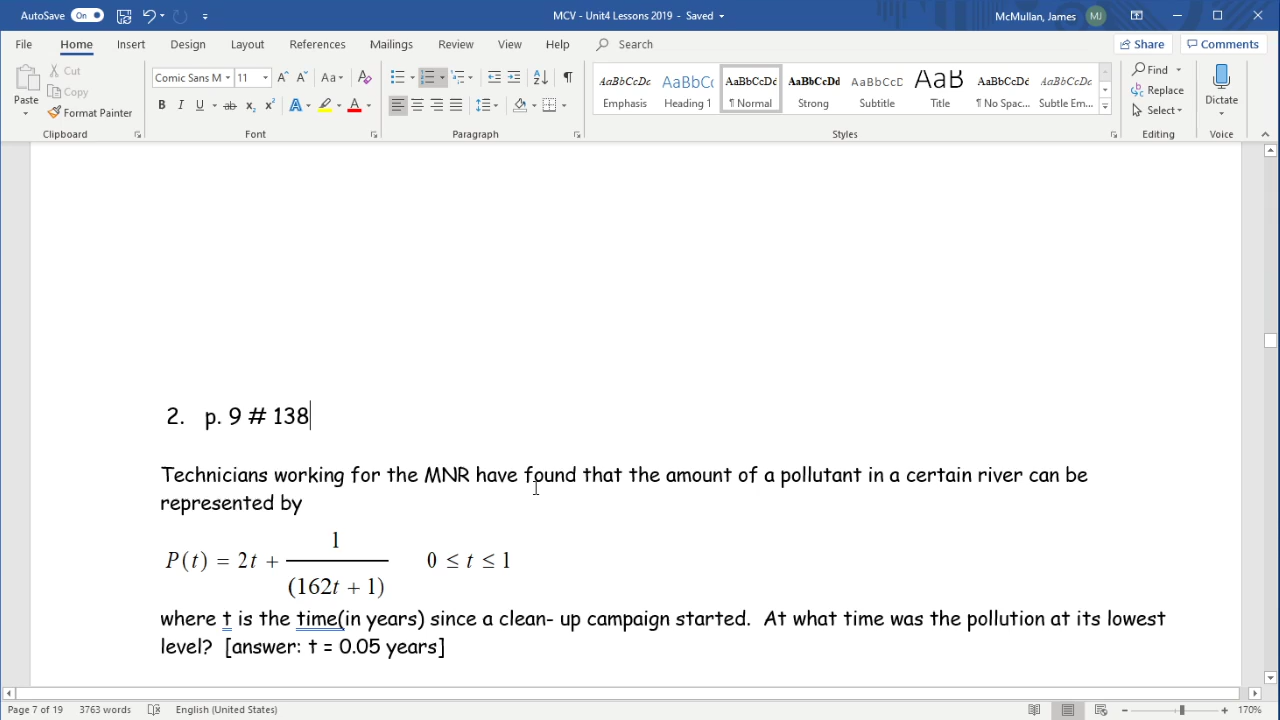 AutoSave On MCV - Unit4 Lessons 2019 - Saved McMullan, James MJ
File Home Insert Design Layout References Mailings Review View Help Search Share Comments
Paste Cut Copy Format Painter
Comic Sans M 11 Aa A
B I U ab x₂ x² A A
AaBbCcDc AaBbCc AaBbCcDc AaBbCcDd AaBbCcD AaB AaBbCcDc AaBbCcDc
Emphasis Heading 1 ¶ Normal Strong Subtitle Title ¶ No Spac... Subtle Em...
Find Replace Select Dictate
Clipboard Font Paragraph Styles Editing Voice
2. p. 9 # 138
Technicians working for the MNR have found that the amount of a pollutant in a certain river can be
represented by
P(t) = 2t + 1/(162t + 1) 0 ≤ t ≤ 1
where t is the time(in years) since a clean- up campaign started. At what time was the pollution at its lowest
level? [answer: t = 0.05 years]
Page 7 of 19 3763 words English (United States) 170%